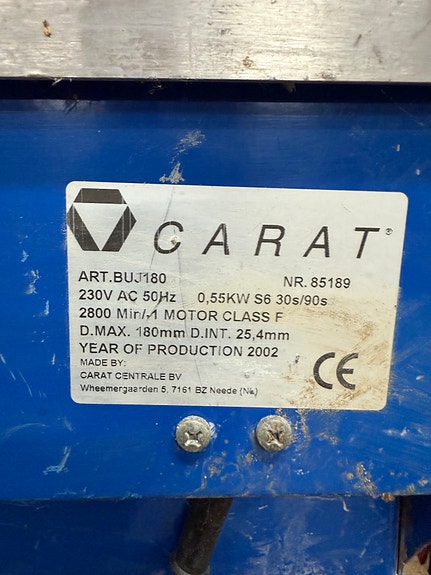 CARAT®
ART.BUJ180 NR. 85189
230V AC 50Hz 0,55KW S6 30s/90s
2800 Min/-1 MOTOR CLASS F
D.MAX. 180mm D.INT. 25,4mm
YEAR OF PRODUCTION 2002
MADE BY:
CARAT CENTRALE BV
Wheemergaarden 5, 7161 BZ Neede (NL)
CE